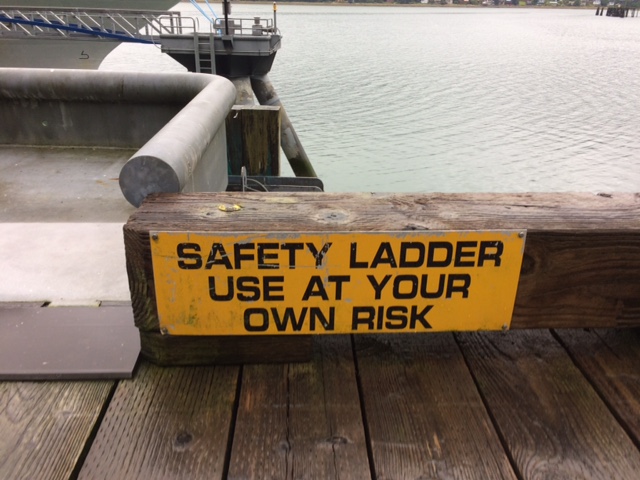 SAFETY LADDER
USE AT YOUR
OWN RISK